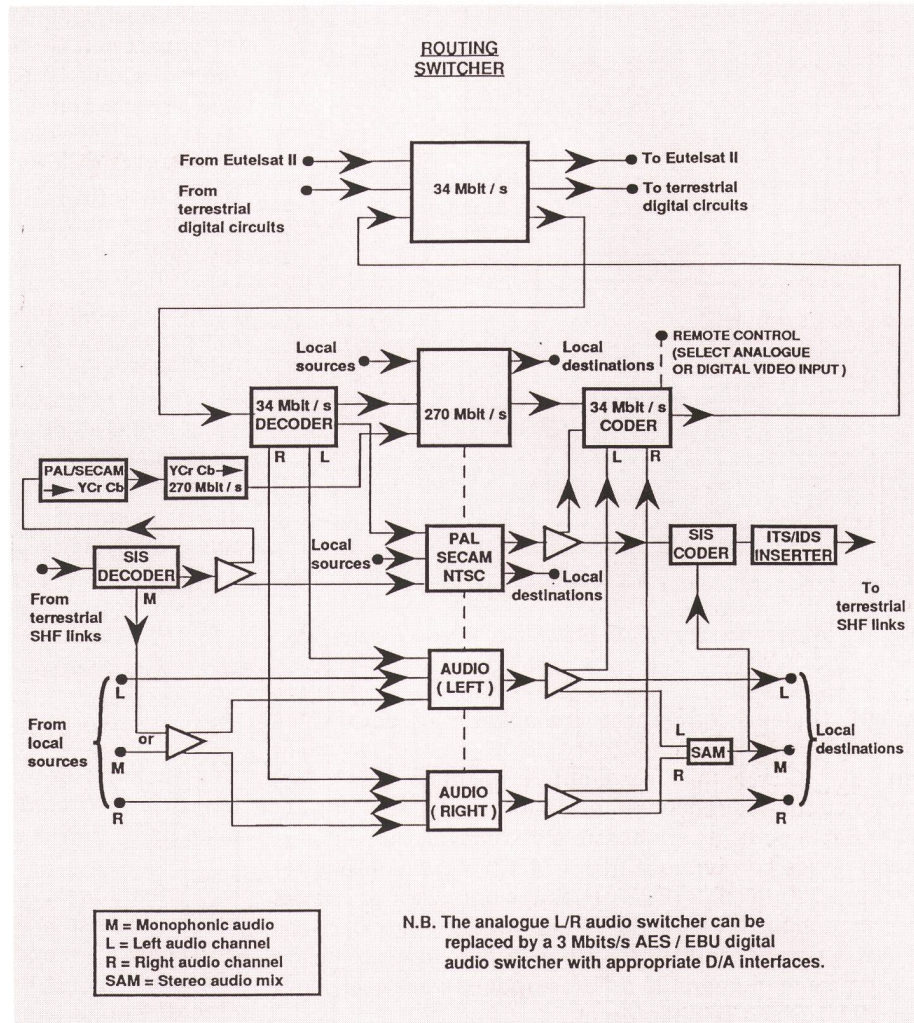 ROUTING
SWITCHER
From Eutelsat II
To Eutelsat II
From
terrestrial
digital circuits
34 Mbit / s
To terrestrial
digital circuits
Local
sources
Local
destinations
REMOTE CONTROL
(SELECT ANALOGUE
OR DIGITAL VIDEO INPUT )
34 Mbit / s
DECODER
R
L
270 Mbit / s
34 Mbit / s
CODER
L
R
PAL/SECAM
YCr Cb
YCr Cb
270 Mbit / s
SIS
DECODER
M
Local
sources
PAL
SECAM
NTSC
Local
destinations
SIS
CODER
ITS/IDS
INSERTER
From
terrestrial
SHF links
To
terrestrial
SHF links
L
AUDIO
( LEFT )
L
From
local
sources
or
M
L
SAM
R
M
Local
destinations
R
AUDIO
( RIGHT )
R
M = Monophonic audio
L = Left audio channel
R = Right audio channel
SAM = Stereo audio mix
N.B. The analogue L/R audio switcher can be
replaced by a 3 Mbits/s AES / EBU digital
audio switcher with appropriate D/A interfaces.